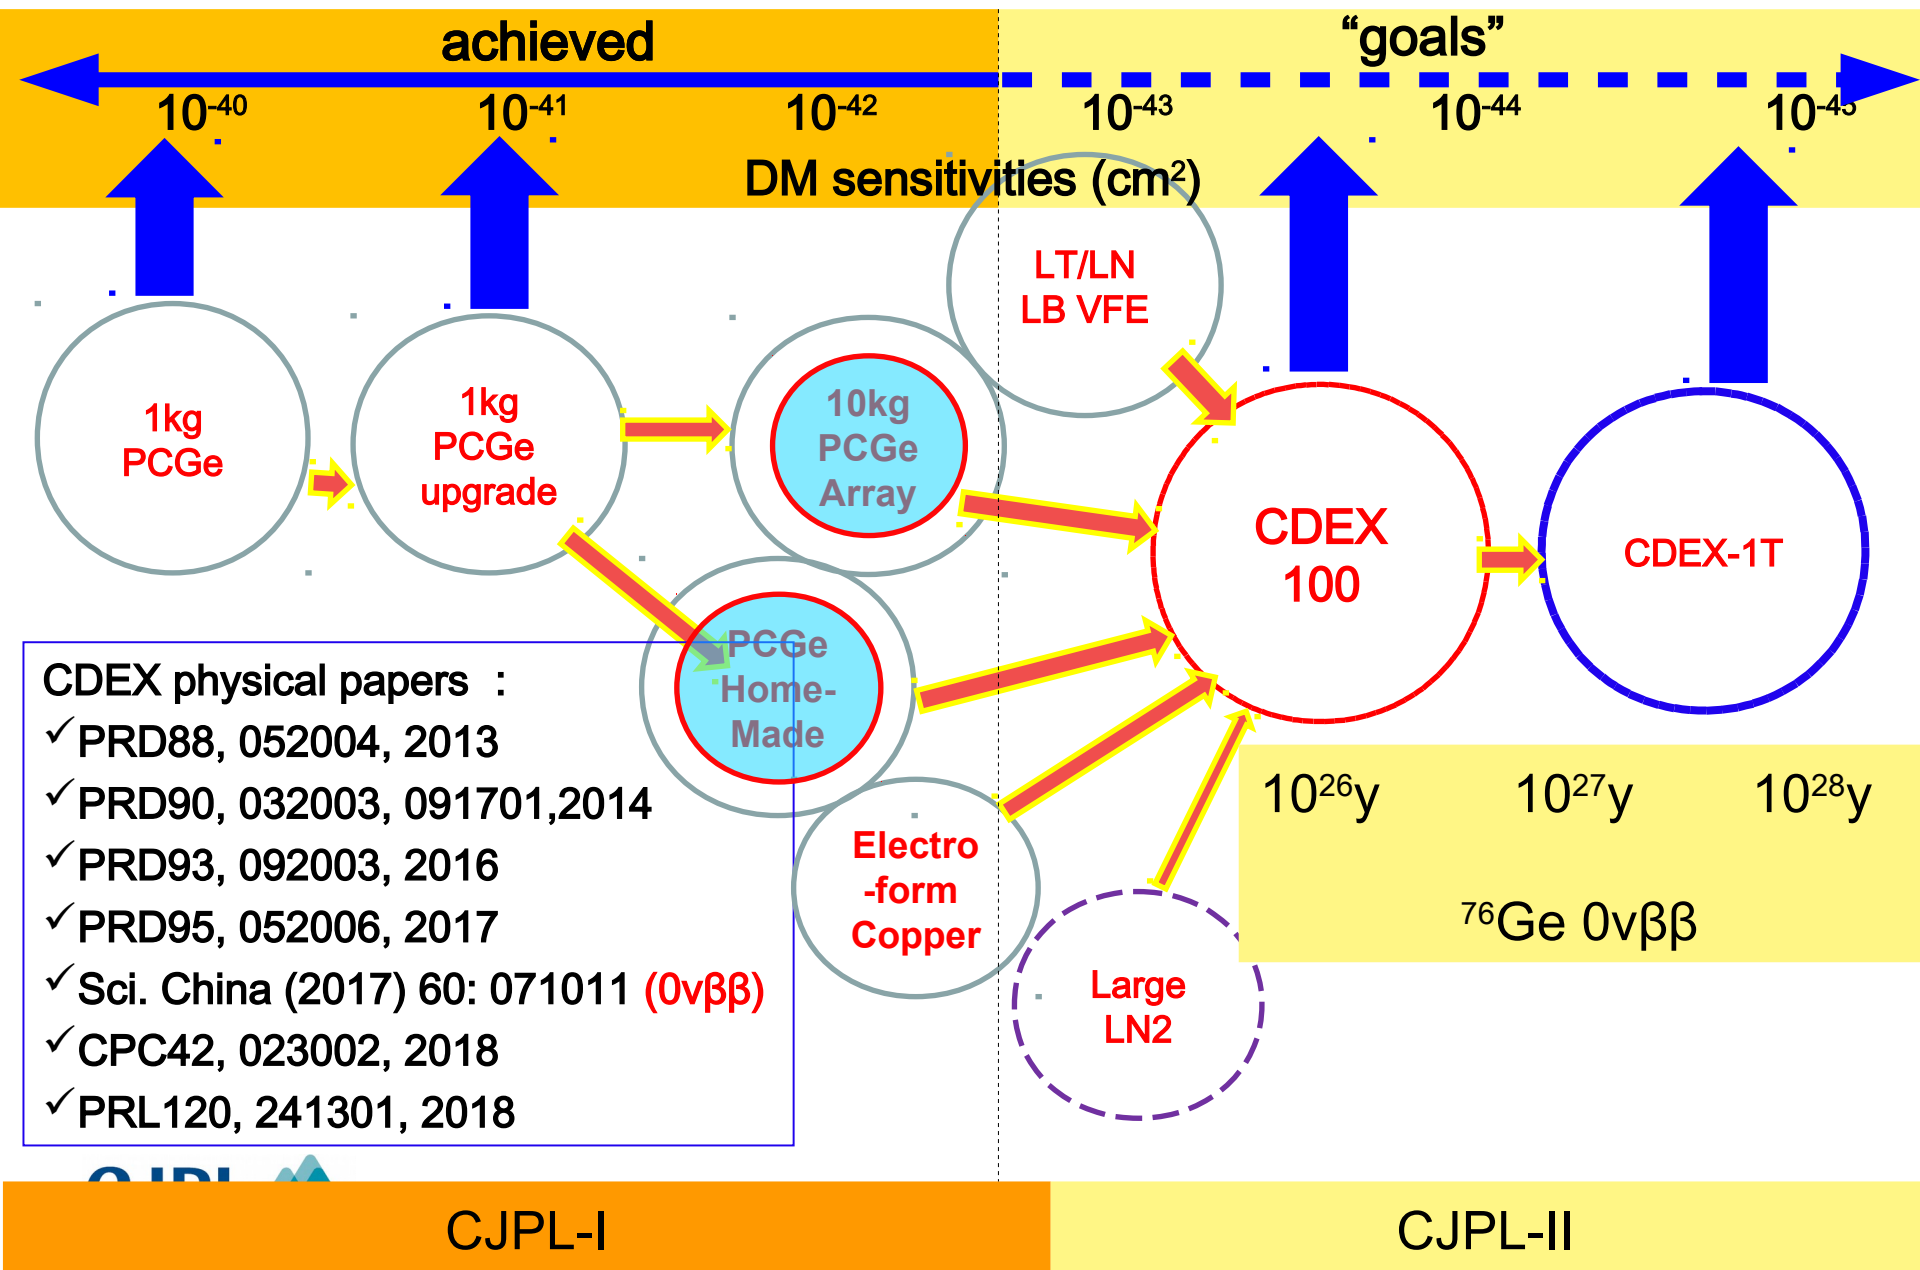 achieved
“goals”
10-40
10-41
10-42
10-43
10-44
10-45
DM sensitivities (cm2)
LT/LN
LB VFE
1kg
PCGe
1kg
PCGe
upgrade
10kg
PCGe
Array
CDEX
100
CDEX-1T
PCGe
Home-
Made
Electro
-form
Copper
Large
LN2
CDEX physical papers :
✓PRD88, 052004, 2013
✓PRD90, 032003, 091701,2014
✓PRD93, 092003, 2016
✓PRD95, 052006, 2017
✓Sci. China (2017) 60: 071011 (0νββ)
✓CPC42, 023002, 2018
✓PRL120, 241301, 2018
1026y
1027y
1028y
76Ge 0νββ
CJPL
CJPL-I
CJPL-II